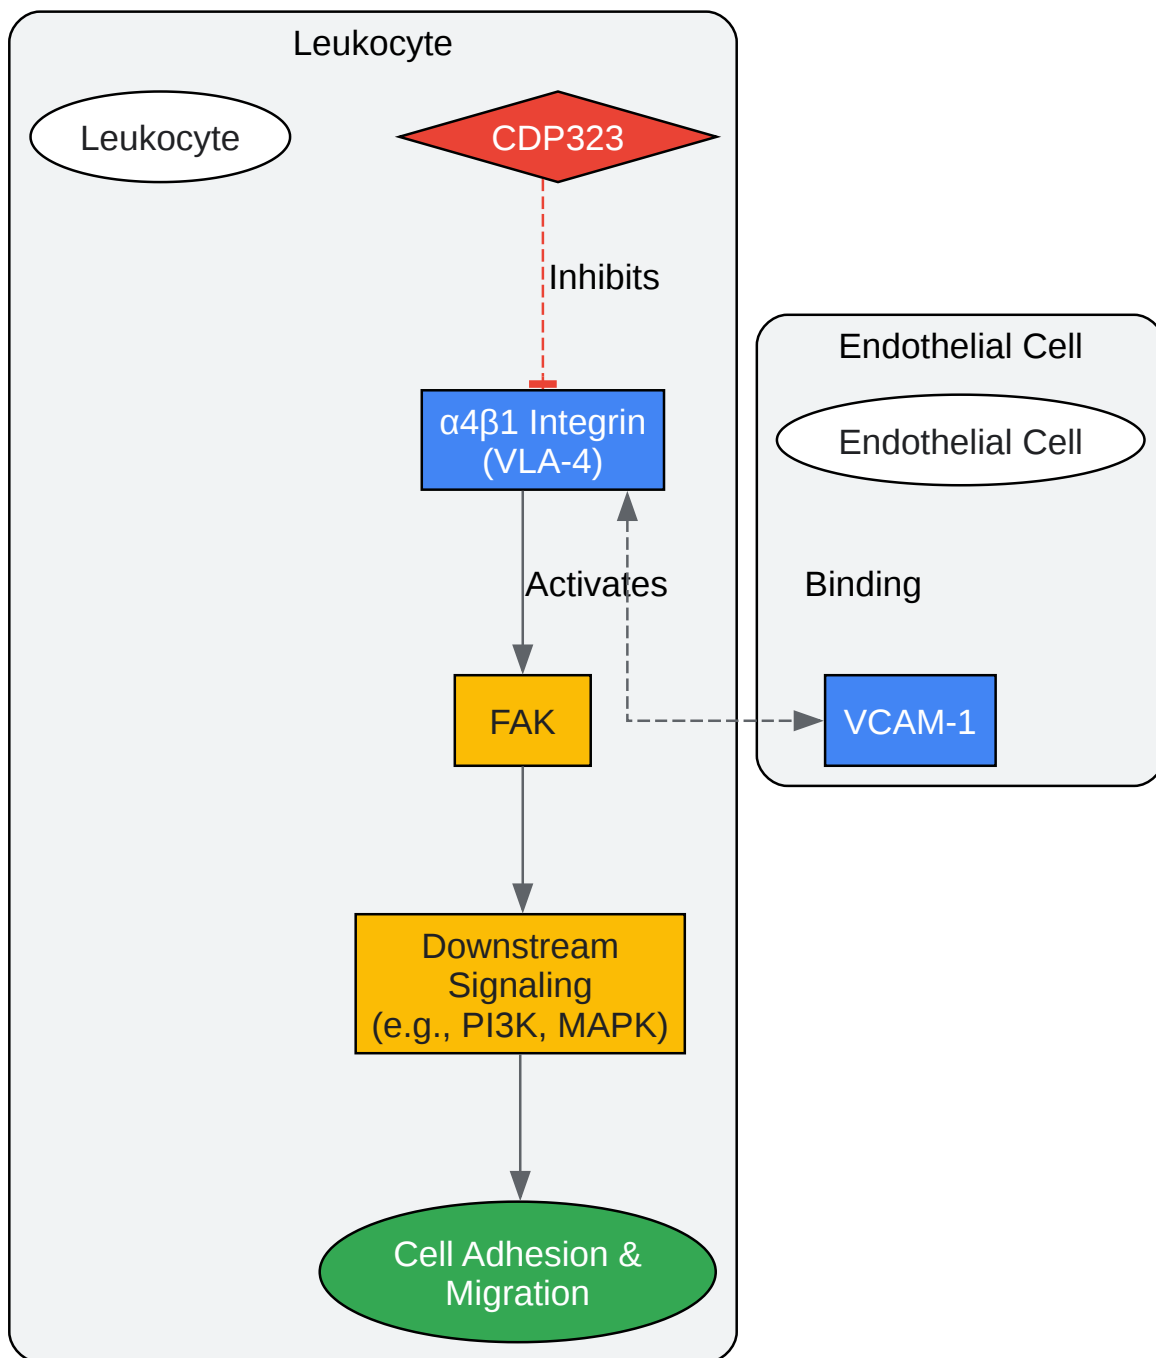 Leukocyte
Leukocyte
CDP323
Inhibits
α4β1 Integrin
(VLA-4)
Activates
FAK
Downstream
Signaling
(e.g., PI3K, MAPK)
Cell Adhesion &
Migration
Endothelial Cell
Endothelial Cell
Binding
VCAM-1